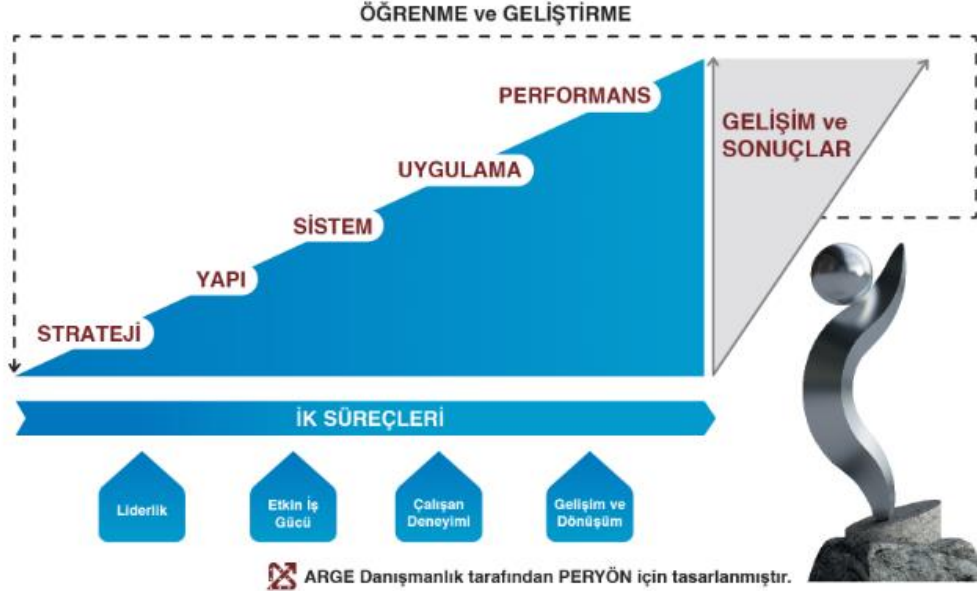 ÖĞRENME ve GELİŞTİRME
PERFORMANS
GELİŞİM ve
SONUÇLAR
UYGULAMA
SİSTEM
YAPI
STRATEJİ
İK SÜREÇLERİ
Liderlik
Etkin İş
Gücü
Çalışan
Deneyimi
Gelişim ve
Dönüşüm
ARGE Danışmanlık tarafından PERYÖN için tasarlanmıştır.